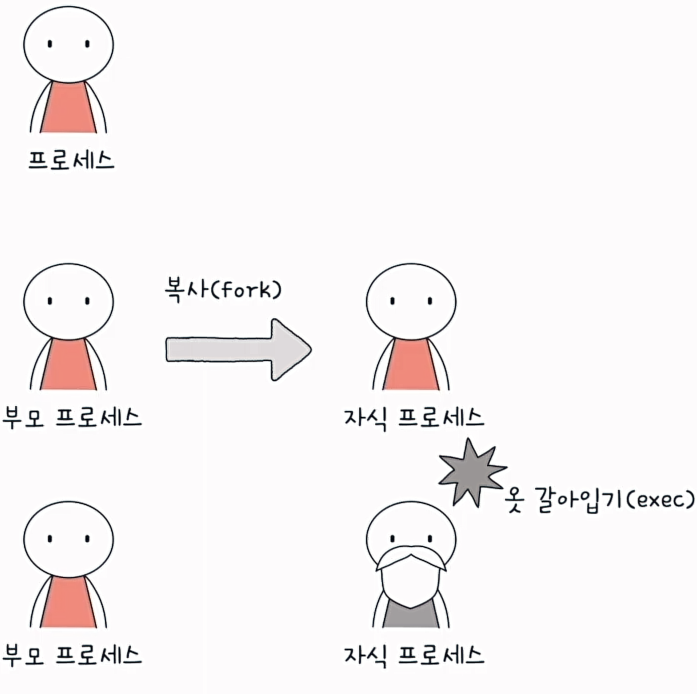 프로세스
복사(fork)
부모 프로세스
자식 프로세스
옷 갈아입기(exec)
부모 프로세스
자식 프로세스